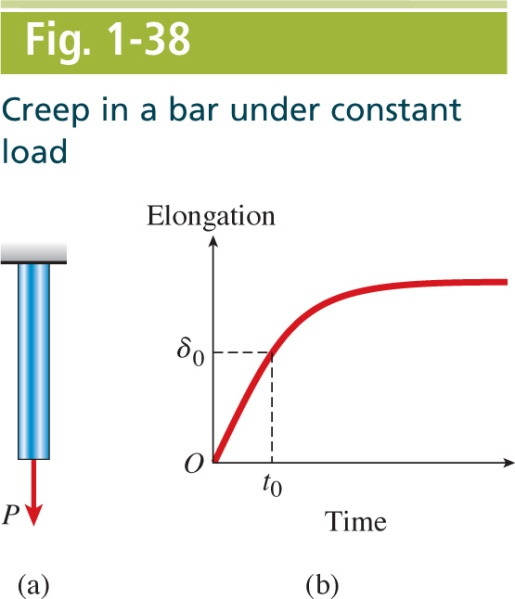 Fig. 1-38
Creep in a bar under constant
load
Elongation
δ0
O
t0
P
Time
(a)
(b)